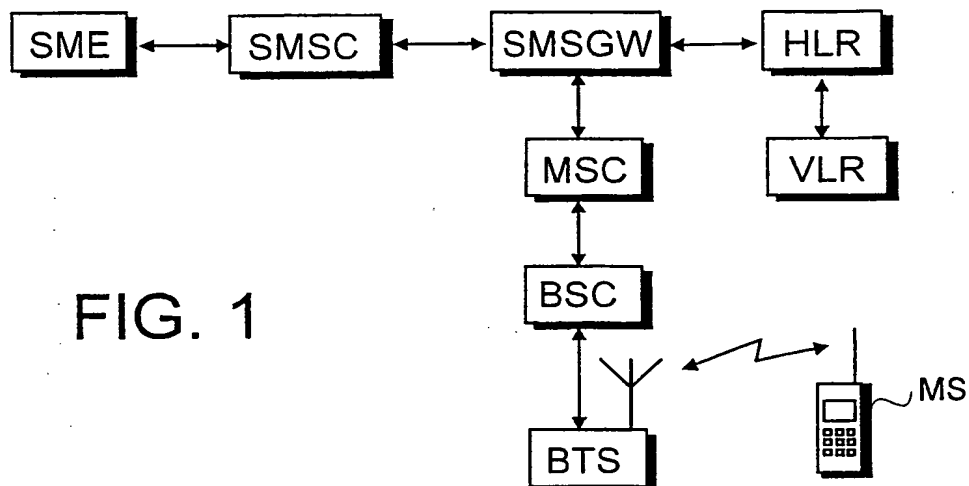 SME
SMSC
SMSGW
HLR
MSC
VLR
BSC
FIG. 1
MS
BTS